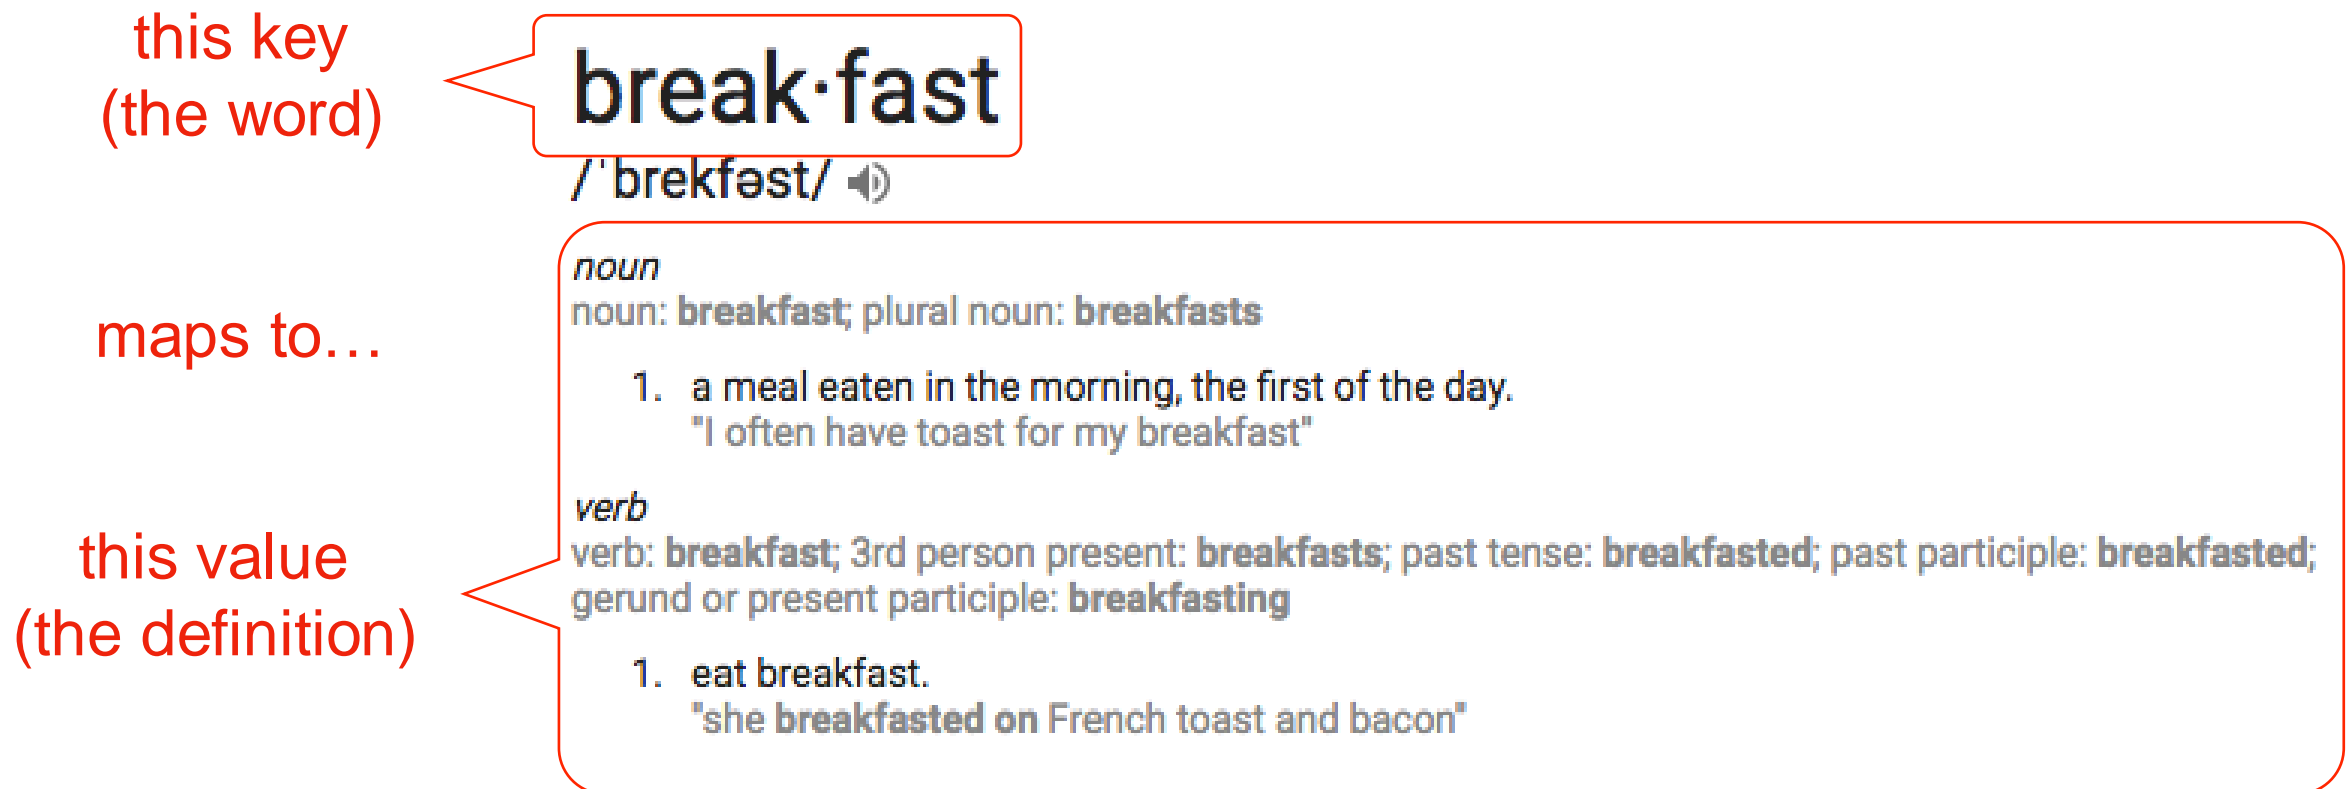 this key
(the word)
break·fast
/ˈbrekfəst/
maps to…
this value
(the definition)
noun
noun: breakfast; plural noun: breakfasts
1. a meal eaten in the morning, the first of the day.
"I often have toast for my breakfast"
verb
verb: breakfast; 3rd person present: breakfasts; past tense: breakfasted; past participle: breakfasted;
gerund or present participle: breakfasting
1. eat breakfast.
"she breakfasted on French toast and bacon"